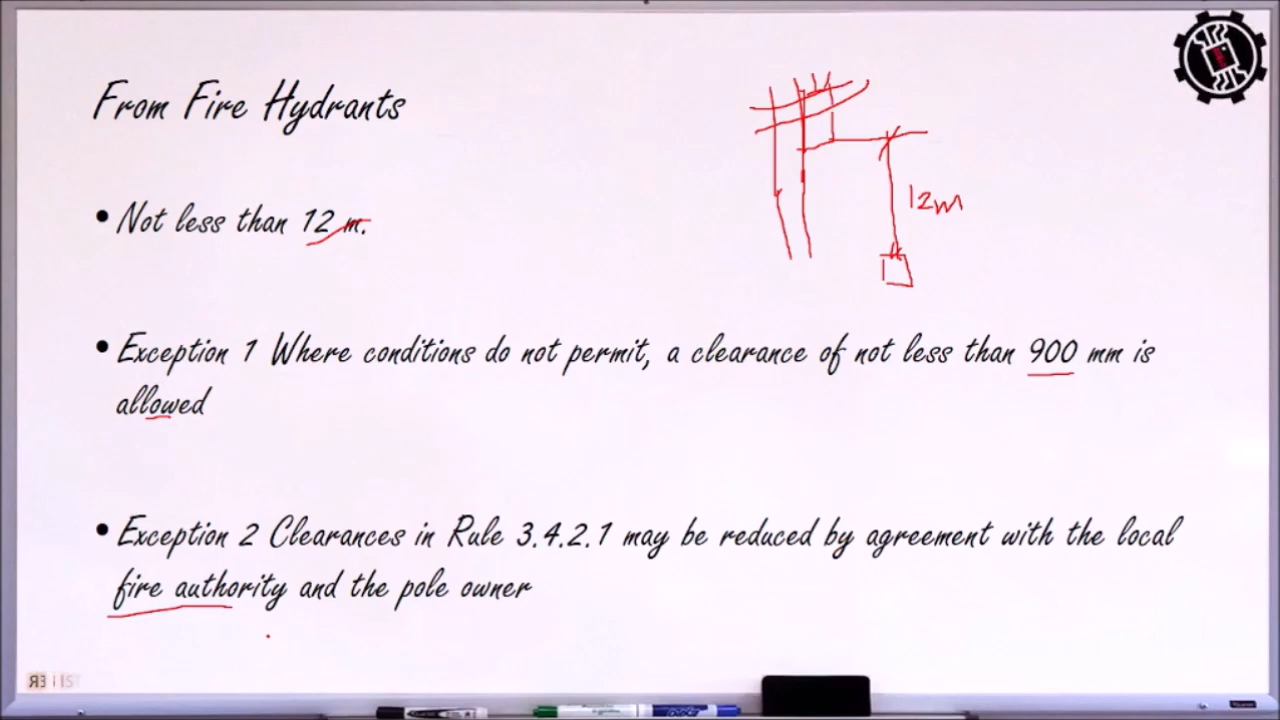 From Fire Hydrants
• Not less than 12 m.
12m
• Exception 1 Where conditions do not permit, a clearance of not less than 900 mm is
allowed
• Exception 2 Clearances in Rule 3.4.2.1 may be reduced by agreement with the local
fire authority and the pole owner